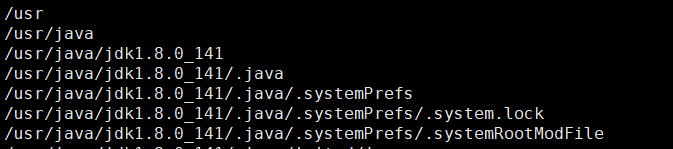 /usr
/usr/java
/usr/java/jdk1.8.0_141
/usr/java/jdk1.8.0_141/.java
/usr/java/jdk1.8.0_141/.java/.systemPrefs
/usr/java/jdk1.8.0_141/.java/.systemPrefs/.system.lock
/usr/java/jdk1.8.0_141/.java/.systemPrefs/.systemRootModFile